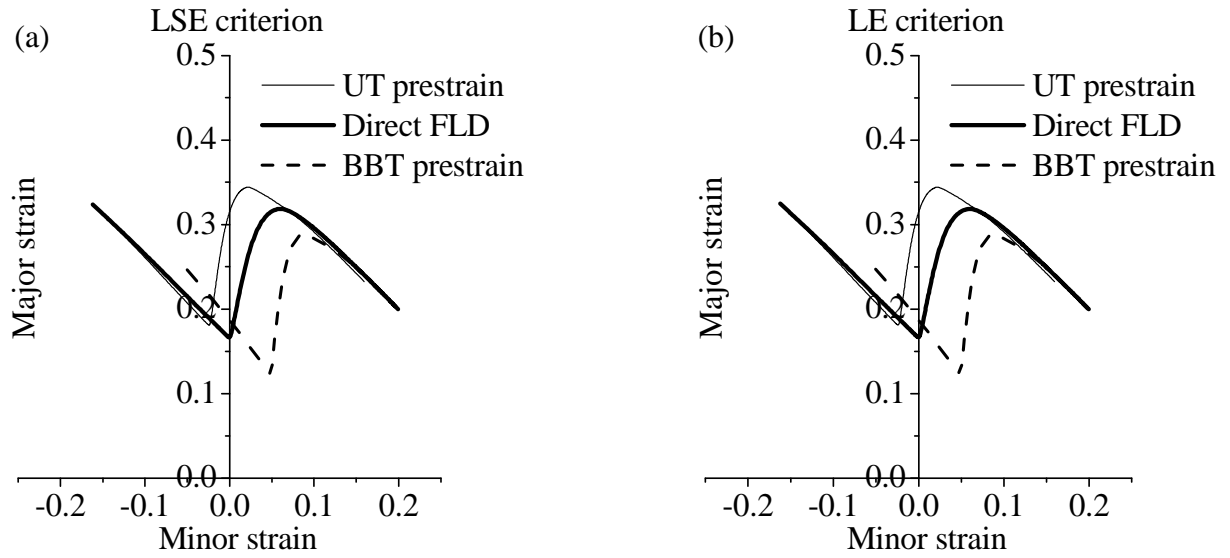 (a)
LSE criterion
0.5
UT prestrain
0.4
Direct FLD
BBT prestrain
0.3
Major strain
0.2
0.1
0.0
-0.2 -0.1 0.0 0.1 0.2
Minor strain
(b)
LE criterion
0.5
UT prestrain
0.4
Direct FLD
BBT prestrain
0.3
Major strain
0.2
0.1
0.0
-0.2 -0.1 0.0 0.1 0.2
Minor strain